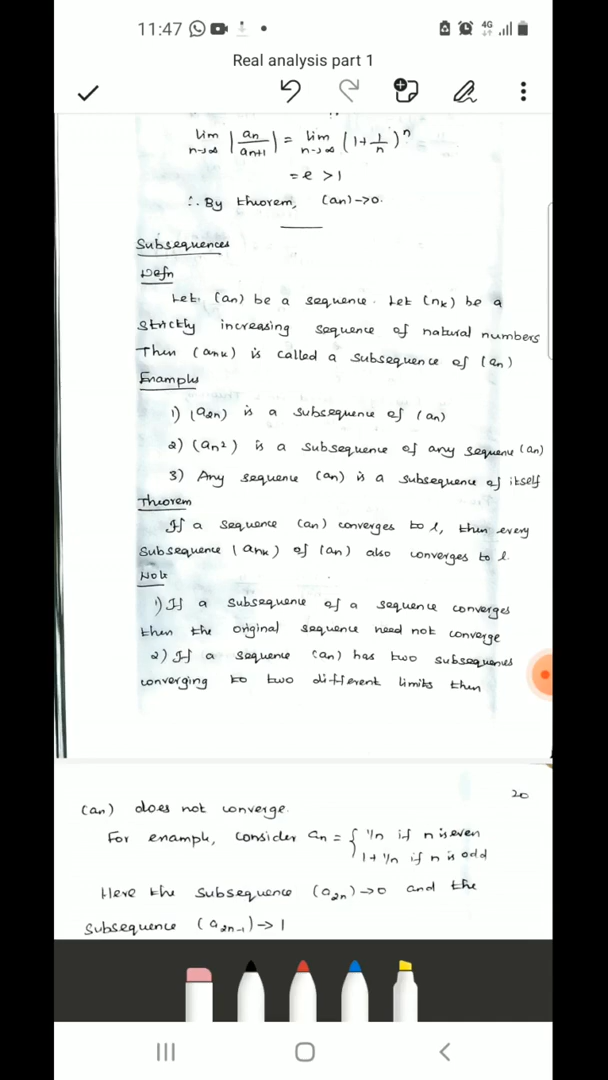 11:47
4G
Real analysis part 1
lim n→∞ |an/an+1| = lim n→∞ (1+1/n)^n
= e > 1
∴ By theorem, (an)→0.
Subsequences
Defn
Let (an) be a sequence. Let (nk) be a
strictly increasing sequence of natural numbers
Then (ank) is called a subsequence of (an)
Examples
1) (a2n) is a subsequence of (an)
2) (an²) is a subsequence of any sequence (an)
3) Any sequence (an) is a subsequence of itself
Theorem
If a sequence (an) converges to l, then every
subsequence (ank) of (an) also converges to l.
Note
1) If a subsequence of a sequence converges
then the original sequence need not converge
2) If a sequence (an) has two subsequences
converging to two different limits then
20
(an) does not converge.
For example, consider an = { 1/n if n is even
1+1/n if n is odd
Here the subsequence (a2n)→0 and the
subsequence (a2n-1)→1